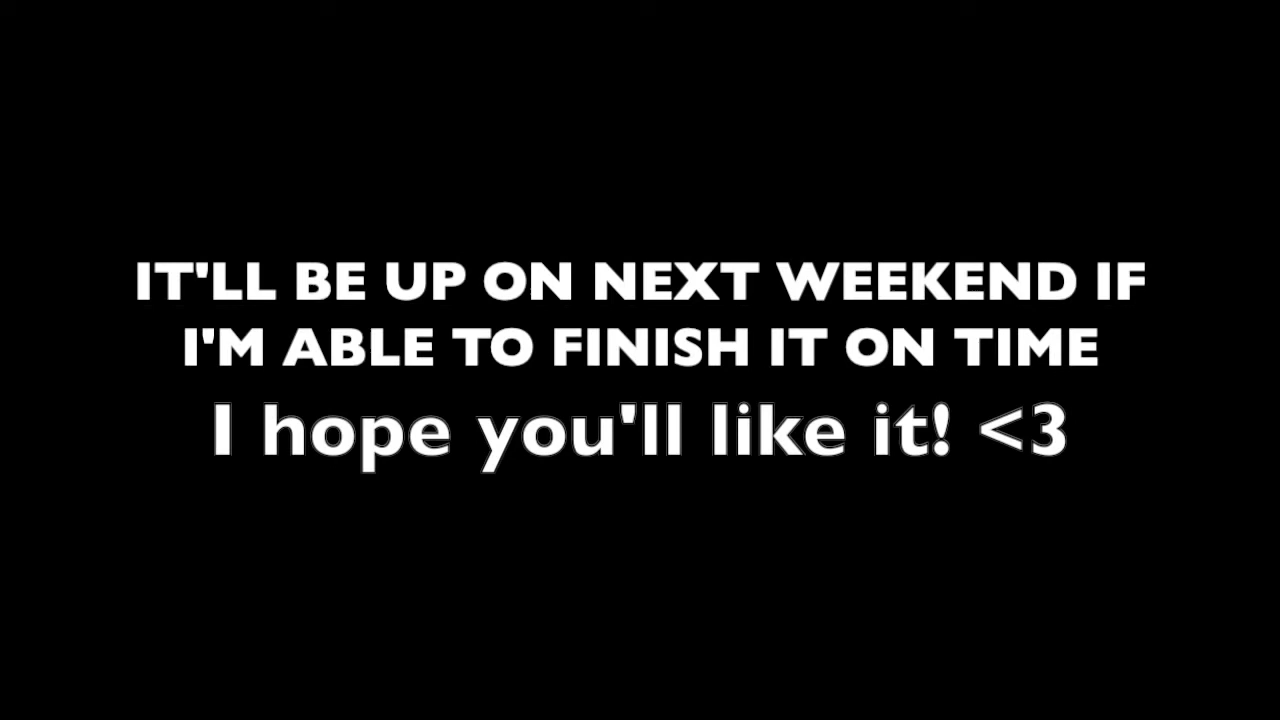 IT'LL BE UP ON NEXT WEEKEND IF
I'M ABLE TO FINISH IT ON TIME
I hope you'll like it! <3